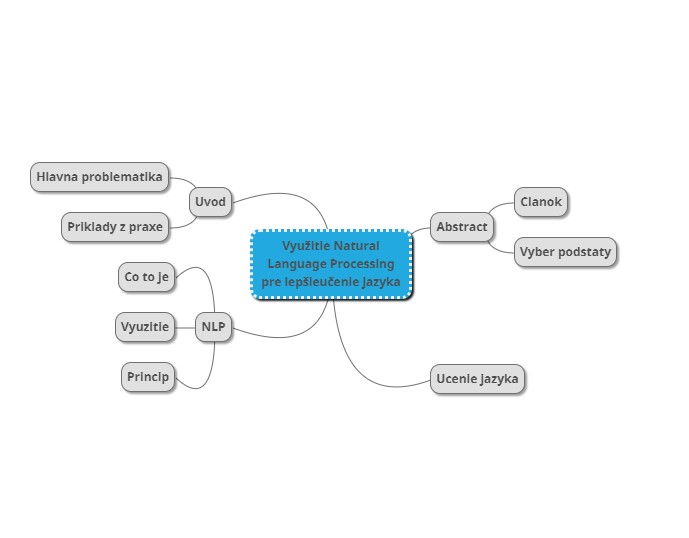 Hlavna problematika
Uvod
Priklady z praxe
Využitie Natural
Language Processing
pre lepšieučenie jazyka
Abstract
Clanok
Vyber podstaty
Co to je
Vyuzitie
NLP
Princip
Ucenie jazyka